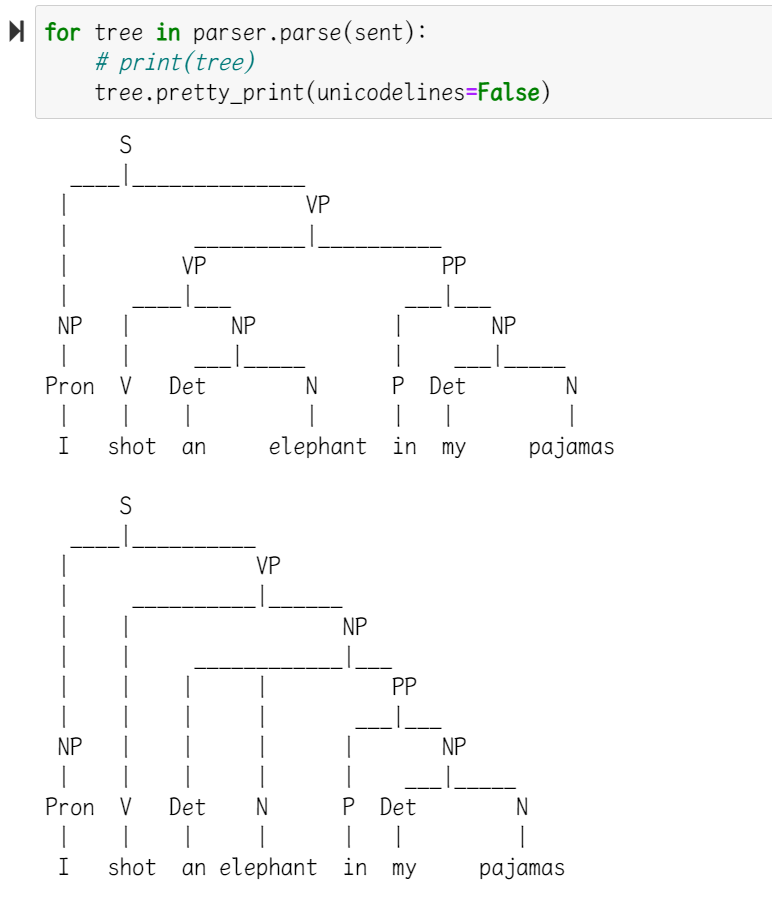 for tree in parser.parse(sent):
    # print(tree)
    tree.pretty_print(unicodelines=False)
      S
  ____|______________
 |                   VP
 |          _________|__________
 |         VP                   PP
 |     ____|___              ___|___
 NP   |        NP           |       NP
 |    |     ___|_____       |    ___|_____
Pron  V   Det        N      P  Det        N
 |    |    |         |      |   |         |
 I   shot  an     elephant  in  my     pajamas
      S
  ____|__________
 |               VP
 |     __________|______
 |    |                 NP
 |    |     ____________|___
 |    |    |     |          PP
 |    |    |     |       ___|___
 NP   |    |     |      |       NP
 |    |    |     |      |    ___|_____
Pron  V   Det    N      P  Det        N
 |    |    |     |      |   |         |
 I   shot  an elephant  in  my     pajamas